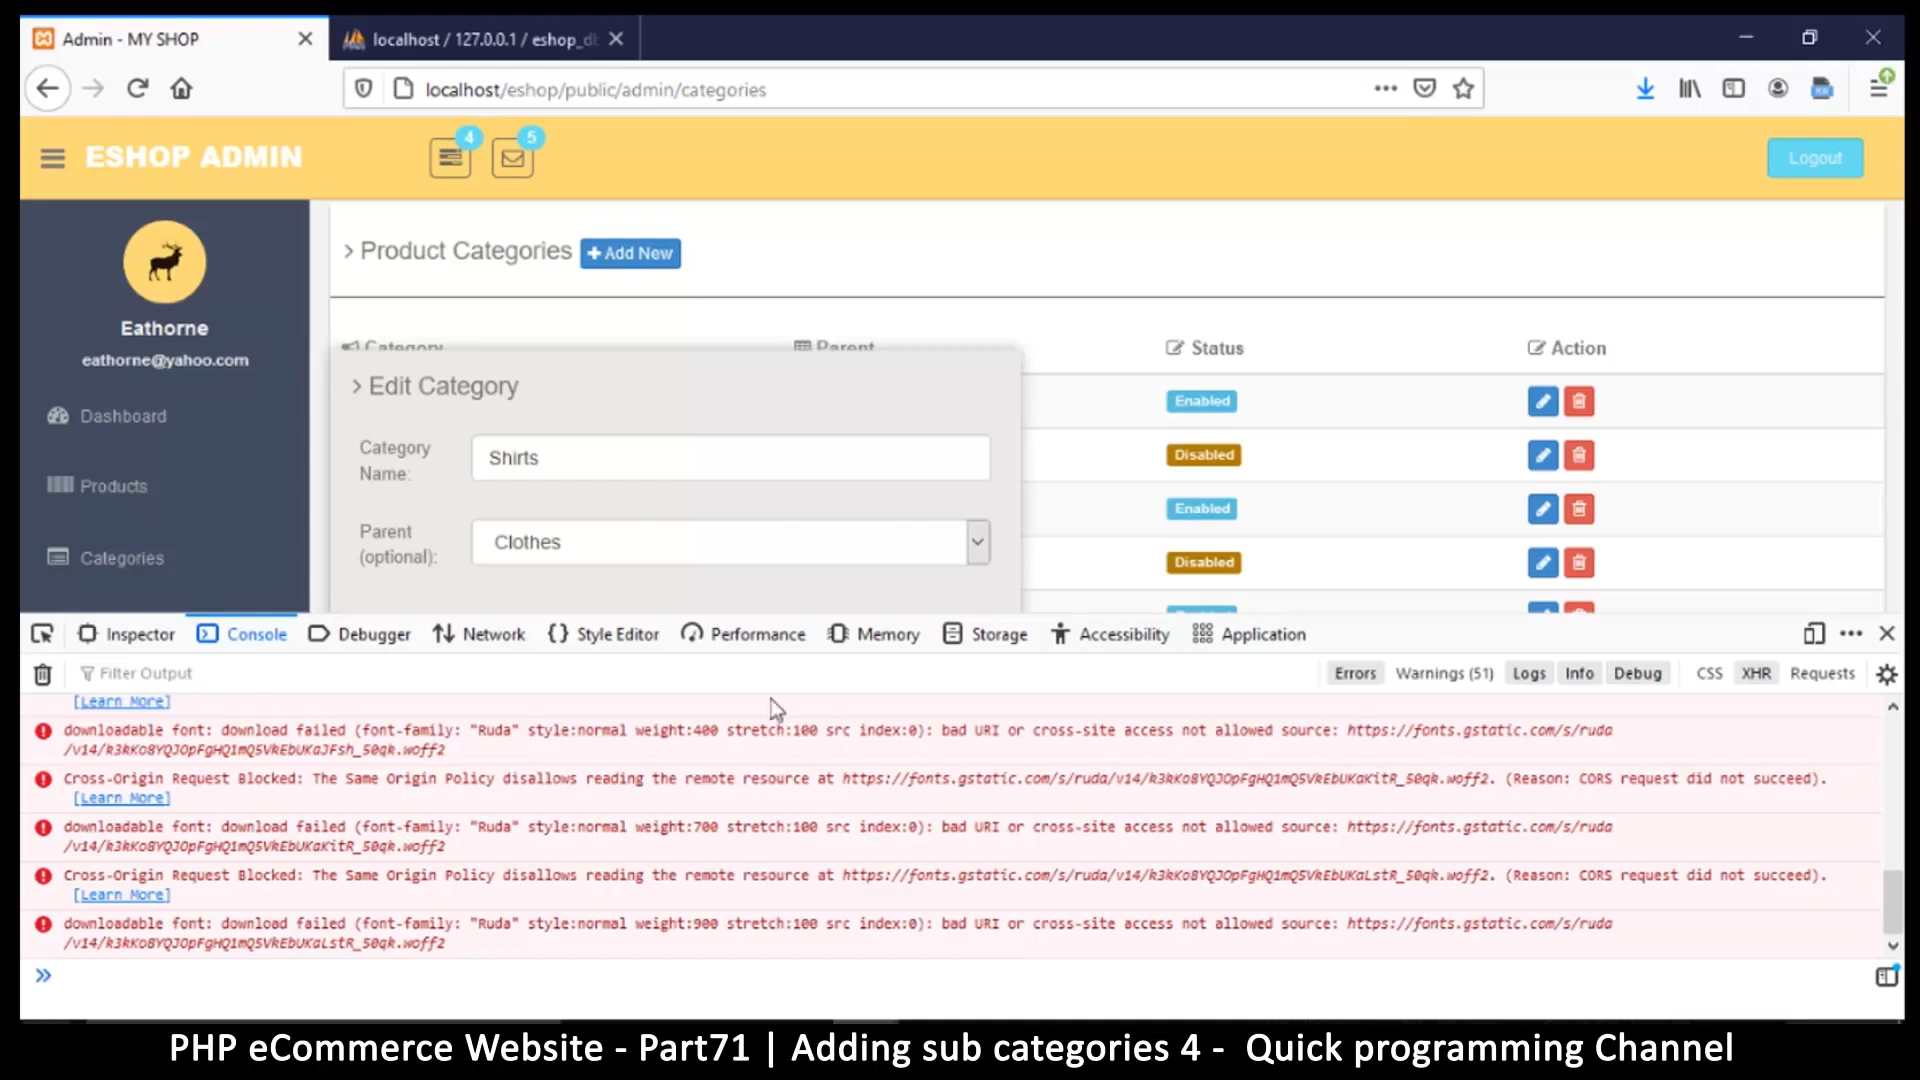 Admin - MY SHOP
localhost / 127.0.0.1 / eshop_d
localhost/eshop/public/admin/categories
ESHOP ADMIN
4
5
Logout
Eathorne
eathorne@yahoo.com
Dashboard
Products
Categories
Product Categories
Add New
Category
Parent
Status
Action
Enabled
Disabled
Enabled
Disabled
Edit Category
Category
Name:
Shirts
Parent
(optional):
Clothes
Inspector Console Debugger Network Style Editor Performance Memory Storage Accessibility Application
Filter Output
Errors Warnings (51) Logs Info Debug CSS XHR Requests
[Learn More]
downloadable font: download failed (font-family: "Ruda" style:normal weight:400 stretch:100 src index:0): bad URI or cross-site access not allowed source: https://fonts.gstatic.com/s/ruda
/v14/k3kKo8YQJOpFgHQ1mQ5VkEbUKaJFsh_50qk.woff2
Cross-Origin Request Blocked: The Same Origin Policy disallows reading the remote resource at https://fonts.gstatic.com/s/ruda/v14/k3kKo8YQJOpFgHQ1mQ5VkEbUKaKitR_50qk.woff2. (Reason: CORS request did not succeed).
[Learn More]
downloadable font: download failed (font-family: "Ruda" style:normal weight:700 stretch:100 src index:0): bad URI or cross-site access not allowed source: https://fonts.gstatic.com/s/ruda
/v14/k3kKo8YQJOpFgHQ1mQ5VkEbUKaKitR_50qk.woff2
Cross-Origin Request Blocked: The Same Origin Policy disallows reading the remote resource at https://fonts.gstatic.com/s/ruda/v14/k3kKo8YQJOpFgHQ1mQ5VkEbUKaLstR_50qk.woff2. (Reason: CORS request did not succeed).
[Learn More]
downloadable font: download failed (font-family: "Ruda" style:normal weight:900 stretch:100 src index:0): bad URI or cross-site access not allowed source: https://fonts.gstatic.com/s/ruda
/v14/k3kKo8YQJOpFgHQ1mQ5VkEbUKaLstR_50qk.woff2
PHP eCommerce Website - Part71 | Adding sub categories 4 - Quick programming Channel